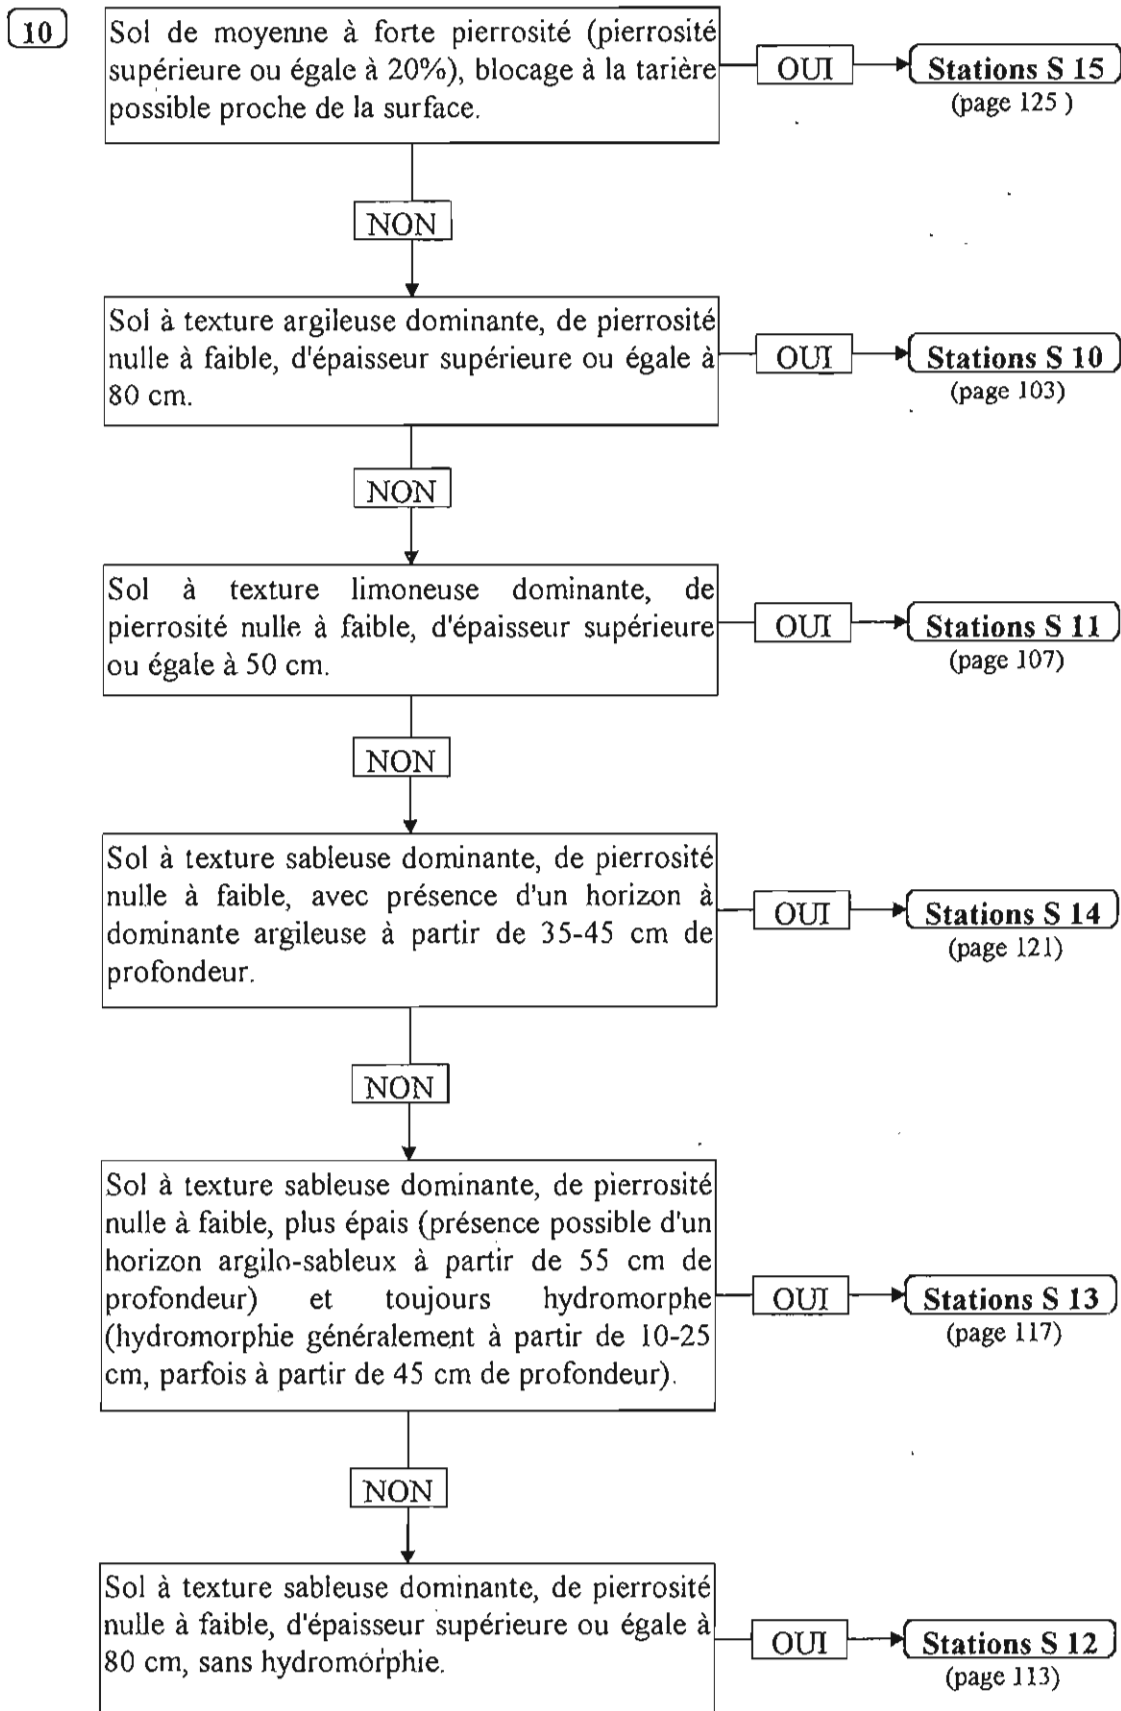 10
Sol de moyenne à forte pierrosité (pierrosité
supérieure ou égale à 20%), blocage à la tarière
possible proche de la surface.
OUI
Stations S 15
(page 125 )
NON
Sol à texture argileuse dominante, de pierrosité
nulle à faible, d'épaisseur supérieure ou égale à
80 cm.
OUI
Stations S 10
(page 103)
NON
Sol à texture limoneuse dominante, de
pierrosité nulle à faible, d'épaisseur supérieure
ou égale à 50 cm.
OUI
Stations S 11
(page 107)
NON
Sol à texture sableuse dominante, de pierrosité
nulle à faible, avec présence d'un horizon à
dominante argileuse à partir de 35-45 cm de
profondeur.
OUI
Stations S 14
(page 121)
NON
Sol à texture sableuse dominante, de pierrosité
nulle à faible, plus épais (présence possible d'un
horizon argilo-sableux à partir de 55 cm de
profondeur) et toujours hydromorphe
(hydromorphie généralement à partir de 10-25
cm, parfois à partir de 45 cm de profondeur).
OUI
Stations S 13
(page 117)
NON
Sol à texture sableuse dominante, de pierrosité
nulle à faible, d'épaisseur supérieure ou égale à
80 cm, sans hydromorphie.
OUI
Stations S 12
(page 113)